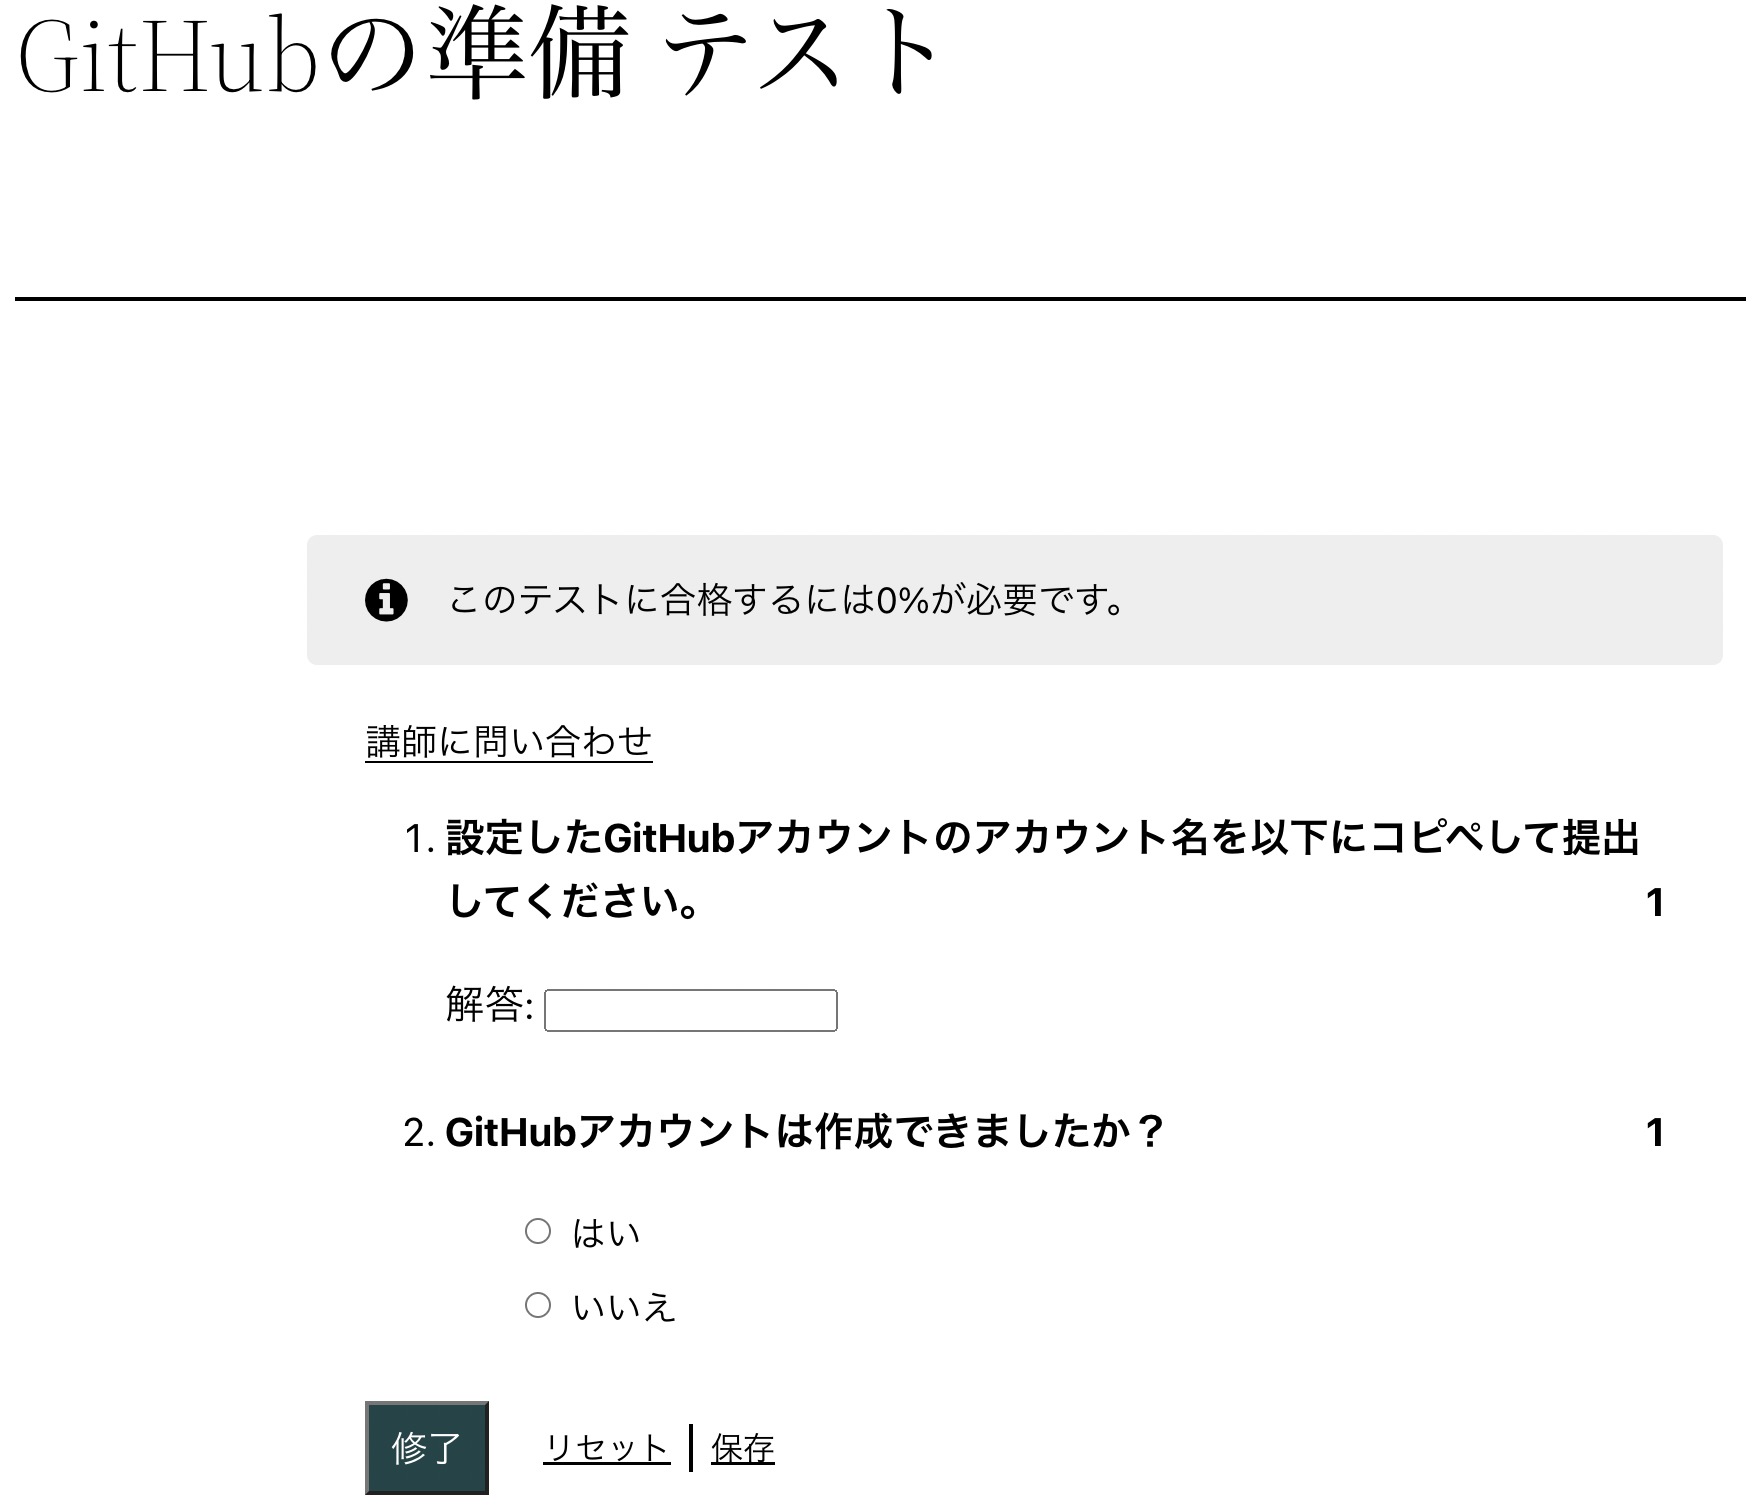 GitHubの準備 テスト
このテストに合格するには0%が必要です。
講師に問い合わせ
1. 設定したGitHubアカウントのアカウント名を以下にコピペして提出
してください。 1
解答:
2. GitHubアカウントは作成できましたか？ 1
はい
いいえ
修了 リセット 保存